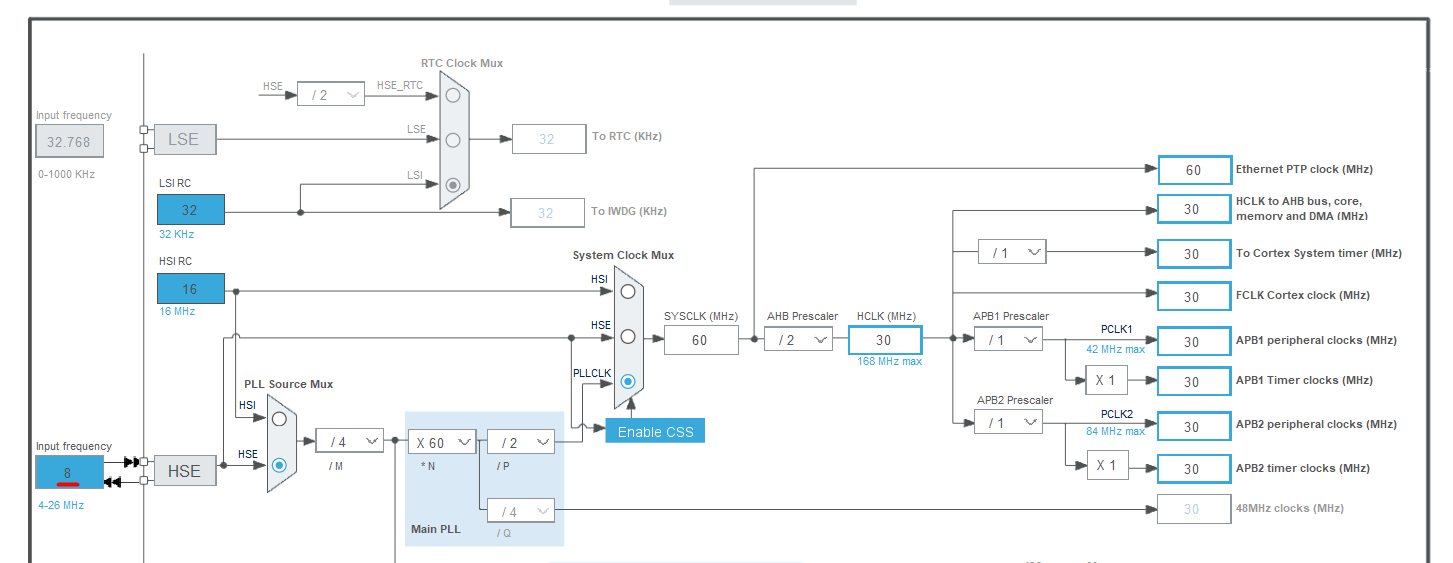 RTC Clock Mux
HSE
/ 2
HSE_RTC
Input frequency
32.768
0-1000 KHz
LSE
LSE
32
To RTC (KHz)
LSI
LSI RC
32
32 KHz
32
To IWDG (KHz)
60
Ethernet PTP clock (MHz)
30
HCLK to AHB bus, core,
memory and DMA (MHz)
/ 1
30
To Cortex System timer (MHz)
30
FCLK Cortex clock (MHz)
HSI RC
16
16 MHz
System Clock Mux
HSI
HSE
PLLCLK
SYSCLK (MHz)
60
AHB Prescaler
/ 2
HCLK (MHz)
30
168 MHz max
APB1 Prescaler
/ 1
PCLK1
42 MHz max
30
APB1 peripheral clocks (MHz)
X 1
30
APB1 Timer clocks (MHz)
APB2 Prescaler
/ 1
PCLK2
84 MHz max
30
APB2 peripheral clocks (MHz)
X 1
30
APB2 timer clocks (MHz)
PLL Source Mux
HSI
HSE
Input frequency
8
4-26 MHz
HSE
/ 4
/ M
X 60
* N
/ 2
/ P
Enable CSS
/ 4
/ Q
Main PLL
30
48MHz clocks (MHz)